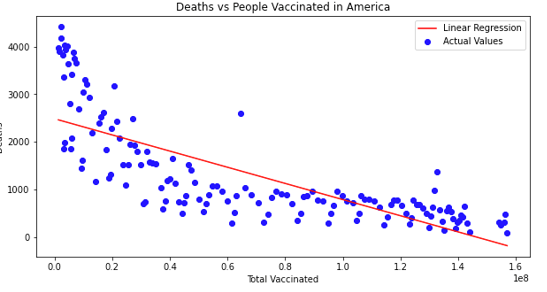 Deaths vs People Vaccinated in America
Linear Regression
Actual Values
4000
3000
2000
1000
0
0.0 0.2 0.4 0.6 0.8 1.0 1.2 1.4 1.6
1e8
Total Vaccinated